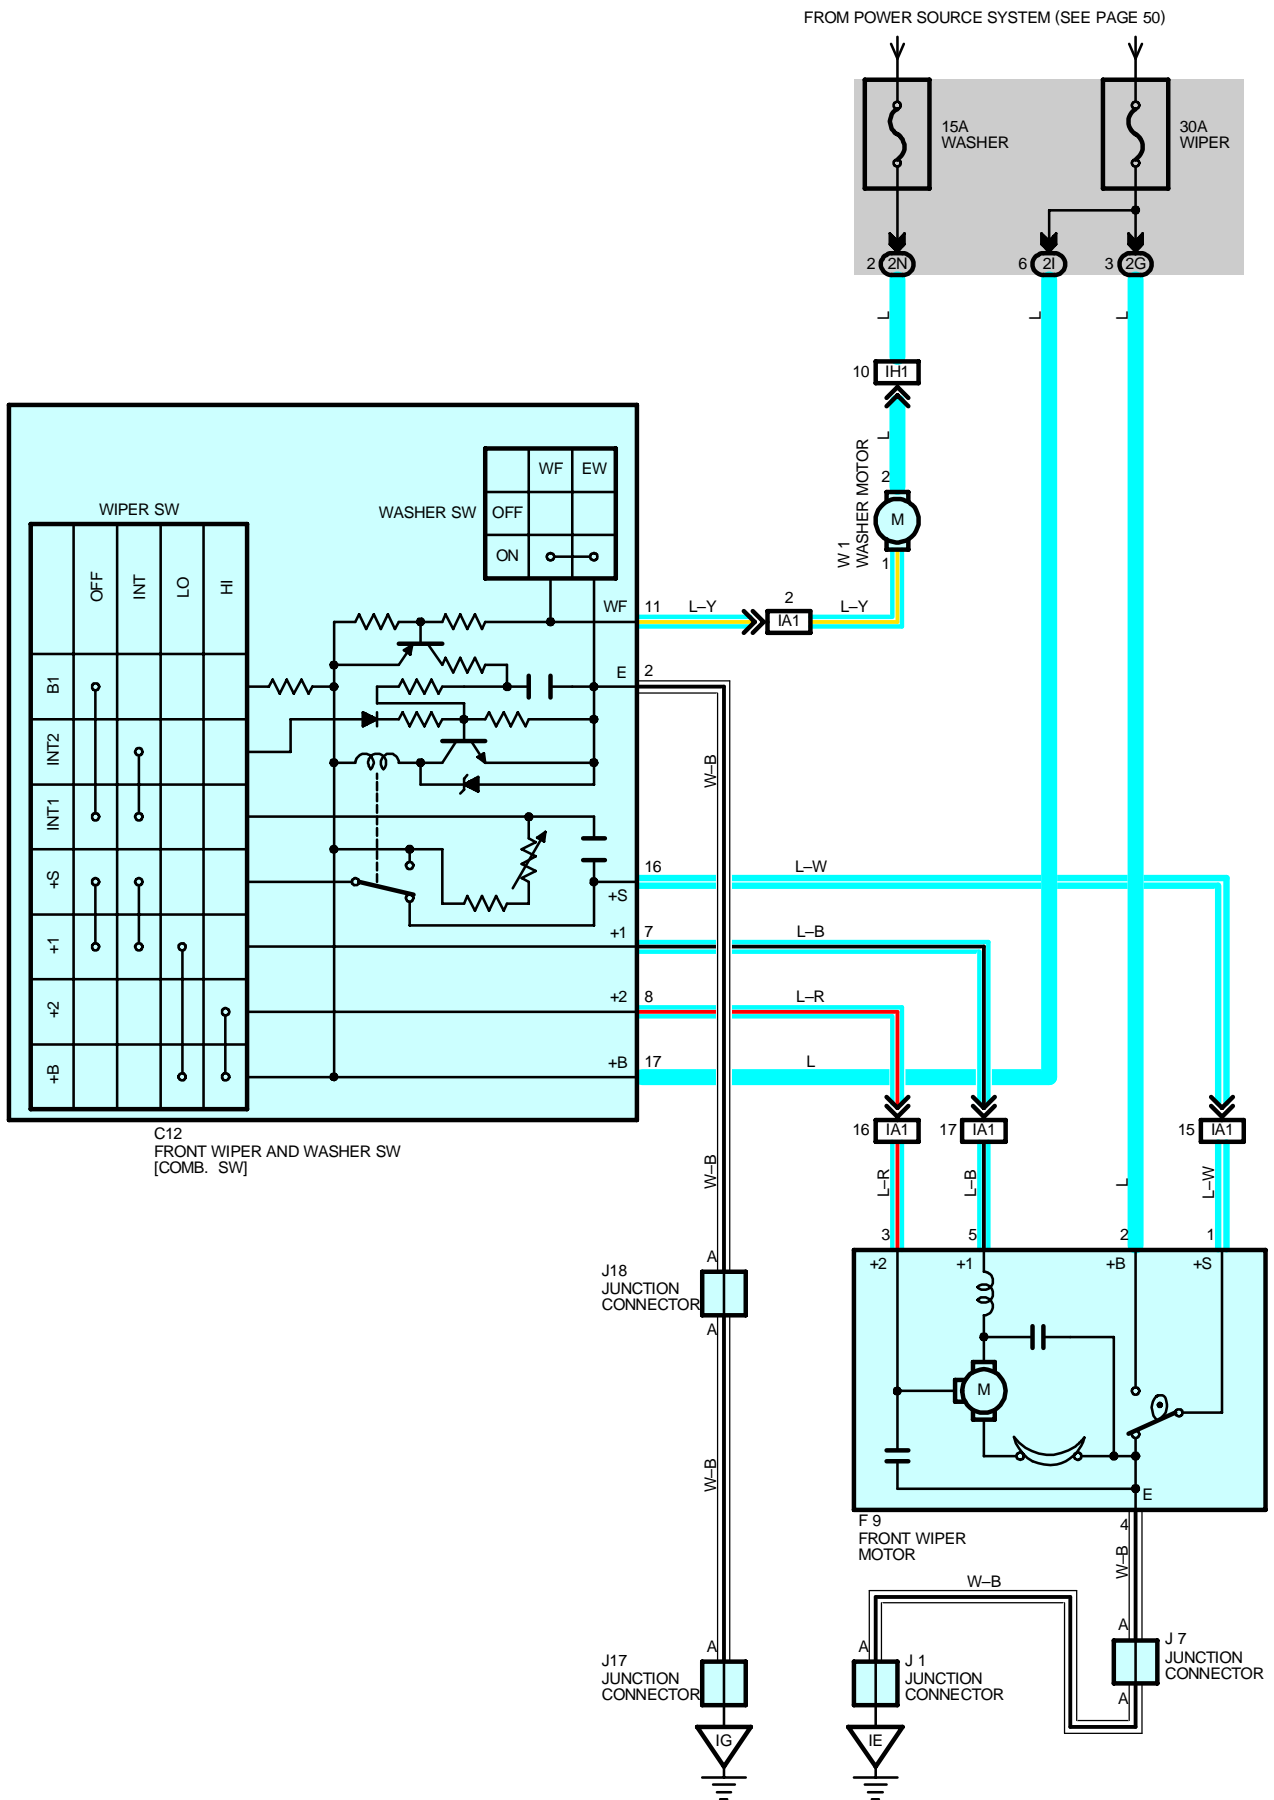 FROM POWER SOURCE SYSTEM (SEE PAGE 50)
15A
WASHER
30A
WIPER
2 2N
6 2I
3 2G
L
L
L
10 IH1
L
W 1
WASHER MOTOR
2
M
1
WF EW
OFF
ON
WASHER SW
WIPER SW
OFF INT LO HI
B1
INT2
INT1
+S
+1
+2
+B
WF 11 L–Y
2
IA1
L–Y
E 2
W–B
16 L–W
+S
+1 7 L–B
+2 8 L–R
+B 17 L
C12
FRONT WIPER AND WASHER SW
[COMB. SW]
16 IA1
17 IA1
15 IA1
W–B
L–R
L–B
L
L–W
3 5 2 1
+2 +1 +B +S
A
J18
JUNCTION
CONNECTOR
A
M
E
W–B
F 9
FRONT WIPER
MOTOR
4
W–B
W–B
A
J 7
JUNCTION
CONNECTOR
A
A
J17
JUNCTION
CONNECTOR
A
J 1
JUNCTION
CONNECTOR
IG
IE